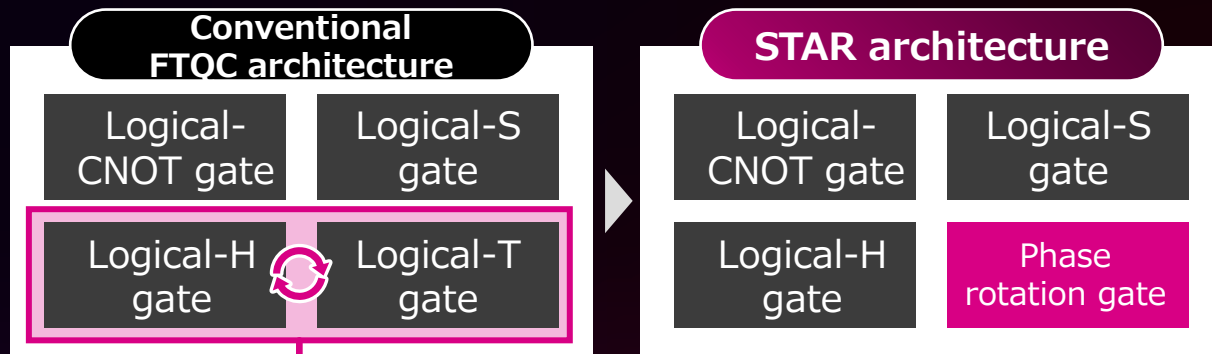 Conventional
FTQC architecture
Logical-
CNOT gate
Logical-S
gate
Logical-H
gate
Logical-T
gate
STAR architecture
Logical-
CNOT gate
Logical-S
gate
Logical-H
gate
Phase
rotation gate